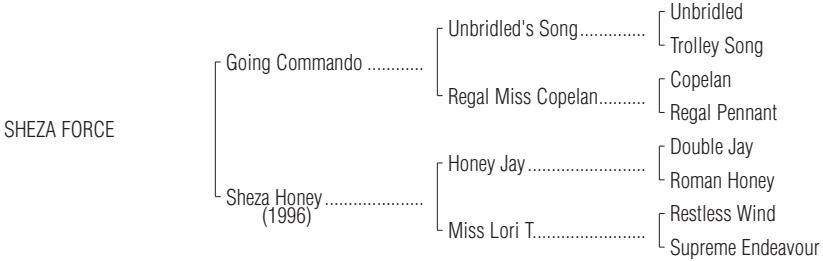 Unbridled
Unbridled's Song..............
Trolley Song
Going Commando ............
Copelan
Regal Miss Copelan..........
Regal Pennant
SHEZA FORCE
Double Jay
Honey Jay.........................
Roman Honey
Sheza Honey.....................
(1996)
Restless Wind
Miss Lori T........................
Supreme Endeavour